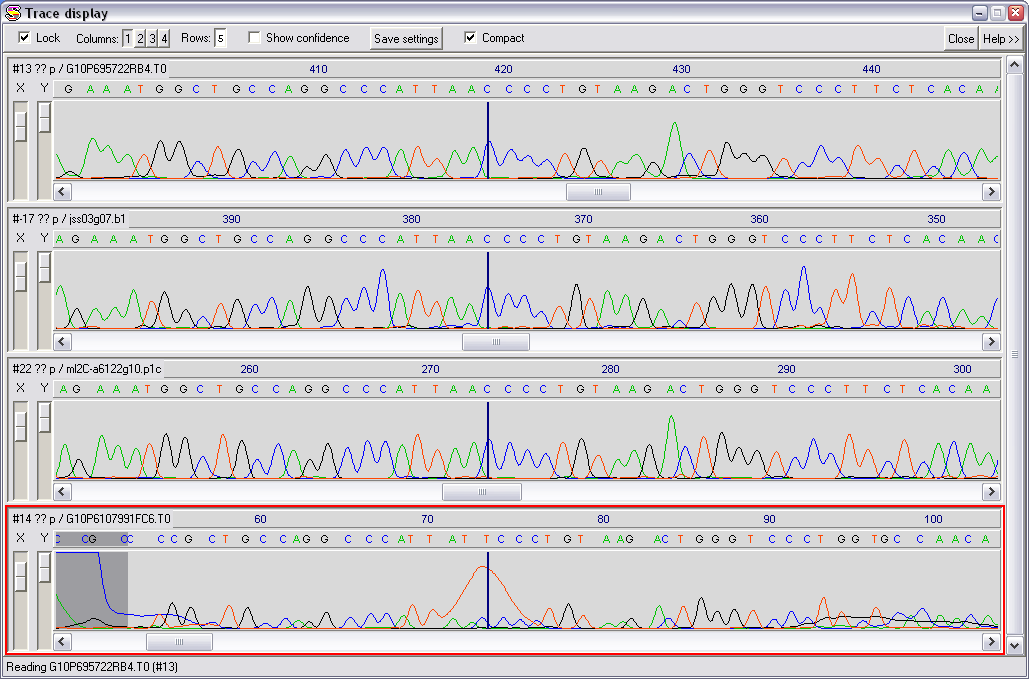 Trace display
Lock Columns: 1 2 3 4 Rows: 5 Show confidence Save settings Compact Close Help >>
#13 ?? p / G10P695722RB4.T0 410 420 430 440
X Y G A A A T G G C T G C C A G G C C C A T T A A C C C C T G T A A G A C T G G G T C C C T T C T C A C A A
#-17 ?? p / jss03g07.b1 390 380 370 360 350
X Y A G A A A T G G C T G C C A G G C C C A T T A A C C C C T G T A A G A C T G G G T C C C T T C T C A C A A C
#22 ?? p / ml2C-a6122g10.p1c 260 270 280 290 300
X Y A G A A A T G G C T G C C A G G C C C A T T A A C C C C T G T A A G A C T G G G T C C C T T C T C A C A A
#14 ?? p / G10P6107991FC6.T0 60 70 80 90 100
X Y C C G C C C C G C T G C C A G G C C C A T T A T T C C C T G T A A G A C T G G G T C C C T G G T G C C A A C A
Reading G10P695722RB4.T0 (#13)